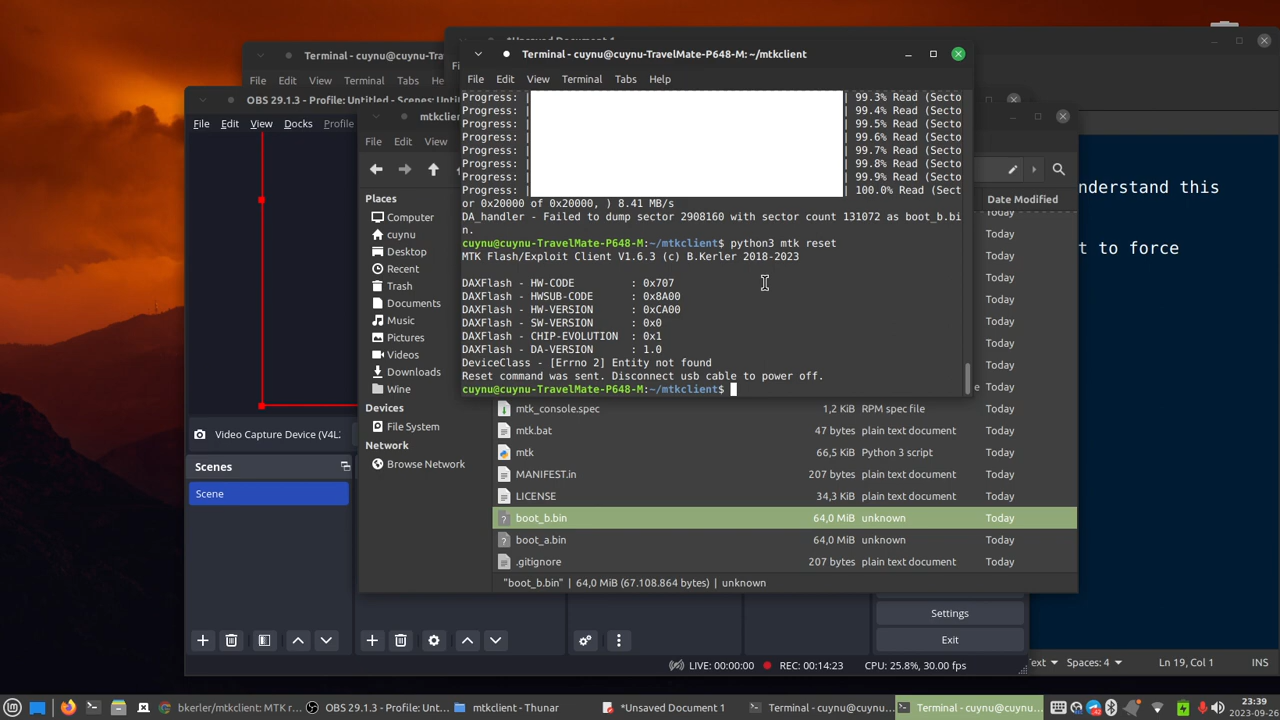 *Unsaved Document 1
Terminal - cuynu@cuynu-TravelMate-P648-M: ~/mtkclient
File Edit View Terminal Tabs Help
Terminal - cuynu@cuynu-TravelMate-P648-M
File Edit View Terminal Tabs He
OBS 29.1.3 - Profile: Untitled - Scenes: Unti
File Edit View Docks Profile
mtkclie
File Edit View
Progress: | | 99.3% Read (Secto
Progress: | | 99.4% Read (Secto
Progress: | | 99.5% Read (Secto
Progress: | | 99.6% Read (Secto
Progress: | | 99.7% Read (Secto
Progress: | | 99.8% Read (Secto
Progress: | | 99.9% Read (Secto
Progress: | | 100.0% Read (Sect
or 0x20000 of 0x20000, ) 8.41 MB/s
DA_handler - Failed to dump sector 2908160 with sector count 131072 as boot_b.bi
n.
cuynu@cuynu-TravelMate-P648-M:~/mtkclient$ python3 mtk reset
MTK Flash/Exploit Client V1.6.3 (c) B.Kerler 2018-2023
DAXFlash - HW-CODE : 0x707
DAXFlash - HWSUB-CODE : 0x8A00
DAXFlash - HW-VERSION : 0xCA00
DAXFlash - SW-VERSION : 0x0
DAXFlash - CHIP-EVOLUTION : 0x1
DAXFlash - DA-VERSION : 1.0
DeviceClass - [Errno 2] Entity not found
Reset command was sent. Disconnect usb cable to power off.
cuynu@cuynu-TravelMate-P648-M:~/mtkclient$
nderstand this
t to force
Places
Computer
cuynu
Desktop
Recent
Trash
Documents
Music
Pictures
Videos
Downloads
Wine
Devices
File System
Network
Browse Network
Date Modified
Today
Today
Today
Today
Today
Today
Today
e Today
mtk_console.spec 1,2 KiB RPM spec file Today
mtk.bat 47 bytes plain text document Today
mtk 66,5 KiB Python 3 script Today
MANIFEST.in 207 bytes plain text document Today
LICENSE 34,3 KiB plain text document Today
boot_b.bin 64,0 MiB unknown Today
boot_a.bin 64,0 MiB unknown Today
.gitignore 207 bytes plain text document Today
"boot_b.bin" | 64,0 MiB (67.108.864 bytes) | unknown
Video Capture Device (V4L
Scenes
Scene
Settings
Exit
LIVE: 00:00:00 REC: 00:14:23 CPU: 25.8%, 30.00 fps
Text Spaces: 4 Ln 19, Col 1 INS
bkerler/mtkclient: MTK r...
OBS 29.1.3 - Profile: Unt...
mtkclient - Thunar
*Unsaved Document 1
Terminal - cuynu@cuynu...
Terminal - cuynu@cuynu...
23:39
2023-09-26